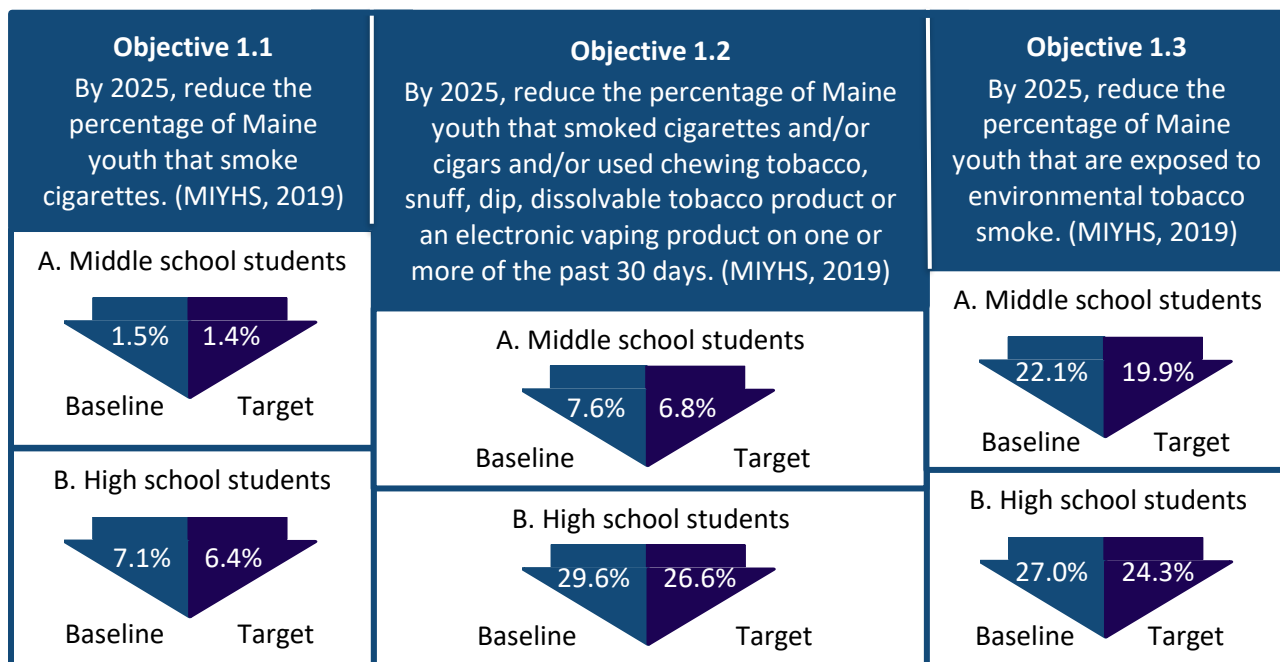 Objective 1.1
By 2025, reduce the
percentage of Maine
youth that smoke
cigarettes. (MIYHS, 2019)
A. Middle school students
1.5% 1.4%
Baseline Target
B. High school students
7.1% 6.4%
Baseline Target
Objective 1.2
By 2025, reduce the percentage of Maine
youth that smoked cigarettes and/or
cigars and/or used chewing tobacco,
snuff, dip, dissolvable tobacco product or
an electronic vaping product on one or
more of the past 30 days. (MIYHS, 2019)
A. Middle school students
7.6% 6.8%
Baseline Target
B. High school students
29.6% 26.6%
Baseline Target
Objective 1.3
By 2025, reduce the
percentage of Maine
youth that are exposed to
environmental tobacco
smoke. (MIYHS, 2019)
A. Middle school students
22.1% 19.9%
Baseline Target
B. High school students
27.0% 24.3%
Baseline Target